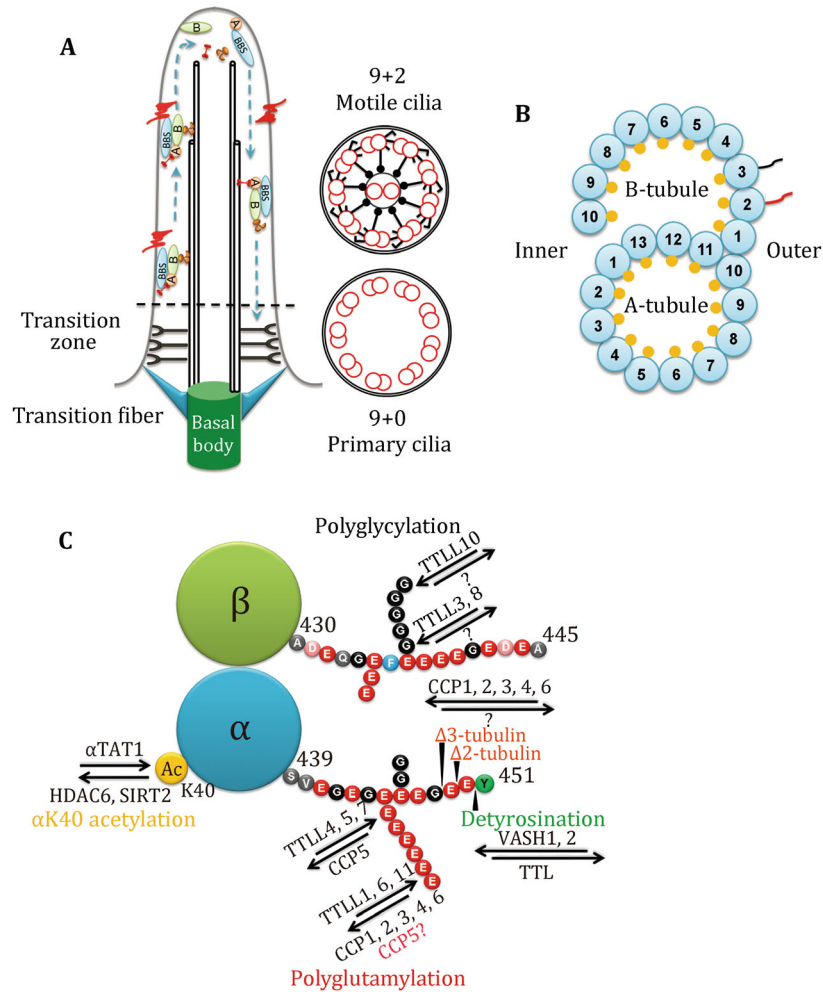 A
B
BBS
A
BBS
B
A
A
B
BBS
BBS
B
A
Transition
zone
Transition fiber
Basal
body
9+2
Motile cilia
9+0
Primary cilia
B
7
6
5
8
4
9
3
10
2
1
B-tubule
Inner
Outer
13
12
11
1
10
2
9
3
8
4
7
5
6
A-tubule
C
Polyglycylation
TTLL10
?
TTLL3, 8
?
G
G
G
G
G
β
430
A D E Q G E F E E E E G E D E A
445
E
E
CCP1, 2, 3, 4, 6
?
α
αTAT1
HDAC6, SIRT2
Ac
K40
αK40 acetylation
439
G
G
Δ3-tubulin
Δ2-tubulin
S V E G E G E E E G E E Y
451
Detyrosination
VASH1, 2
TTL
TTLL4, 5, 7
CCP5
E
E
E
E
E
E
E
TTLL1, 6, 11
CCP1, 2, 3, 4, 6
CCP5?
Polyglutamylation